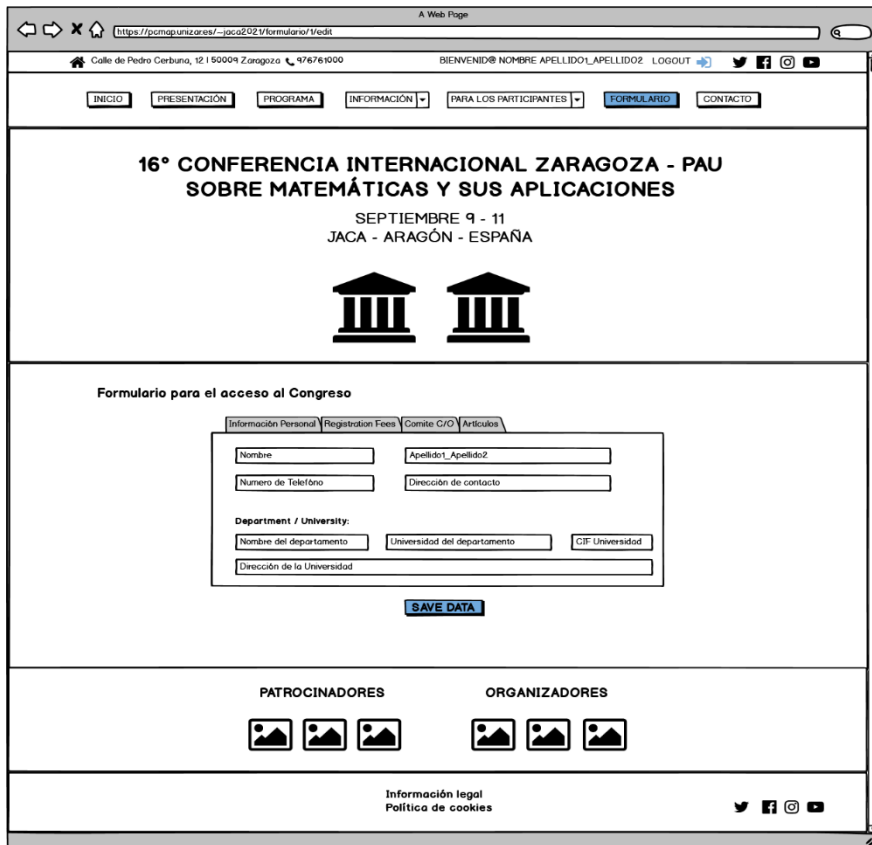 A Web Page
https://pcmap.unizar.es/~jaca2021/formulario/1/edit
Calle de Pedro Cerbuna, 12 | 50009 Zaragoza 976761000 BIENVENID@ NOMBRE APELLIDO1_APELLIDO2 LOGOUT
INICIO PRESENTACIÓN PROGRAMA INFORMACIÓN PARA LOS PARTICIPANTES FORMULARIO CONTACTO
16º CONFERENCIA INTERNACIONAL ZARAGOZA - PAU
SOBRE MATEMÁTICAS Y SUS APLICACIONES
SEPTIEMBRE 9 - 11
JACA - ARAGÓN - ESPAÑA
Formulario para el acceso al Congreso
Información Personal Registration Fees Comite C/O Artículos
Nombre Apellido1_Apellido2
Numero de Telefóno Dirección de contacto
Department / University:
Nombre del departamento Universidad del departamento CIF Universidad
Dirección de la Universidad
SAVE DATA
PATROCINADORES ORGANIZADORES
Información legal
Política de cookies